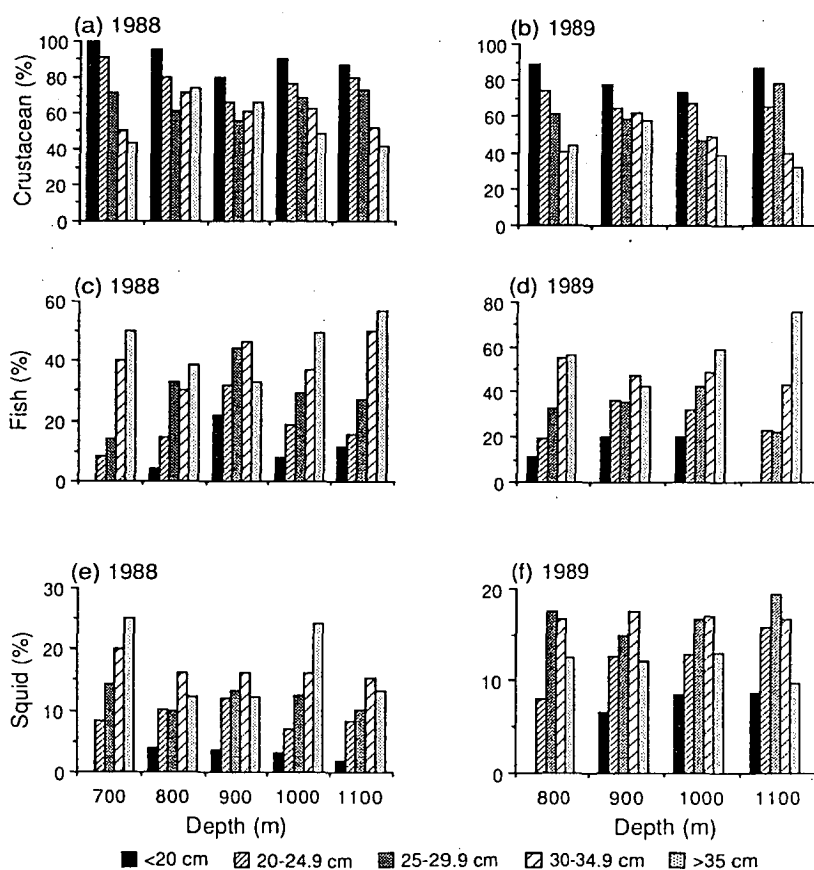 (a) 1988
(b) 1989
Crustacean (%)
100
80
60
40
20
0
100
80
60
40
20
0
(c) 1988
(d) 1989
Fish (%)
60
40
20
0
80
60
40
20
0
(e) 1988
(f) 1989
Squid (%)
30
20
10
0
20
10
0
700 800 900 1000 1100
800 900 1000 1100
Depth (m)
Depth (m)
<20 cm 20-24.9 cm 25-29.9 cm 30-34.9 cm >35 cm